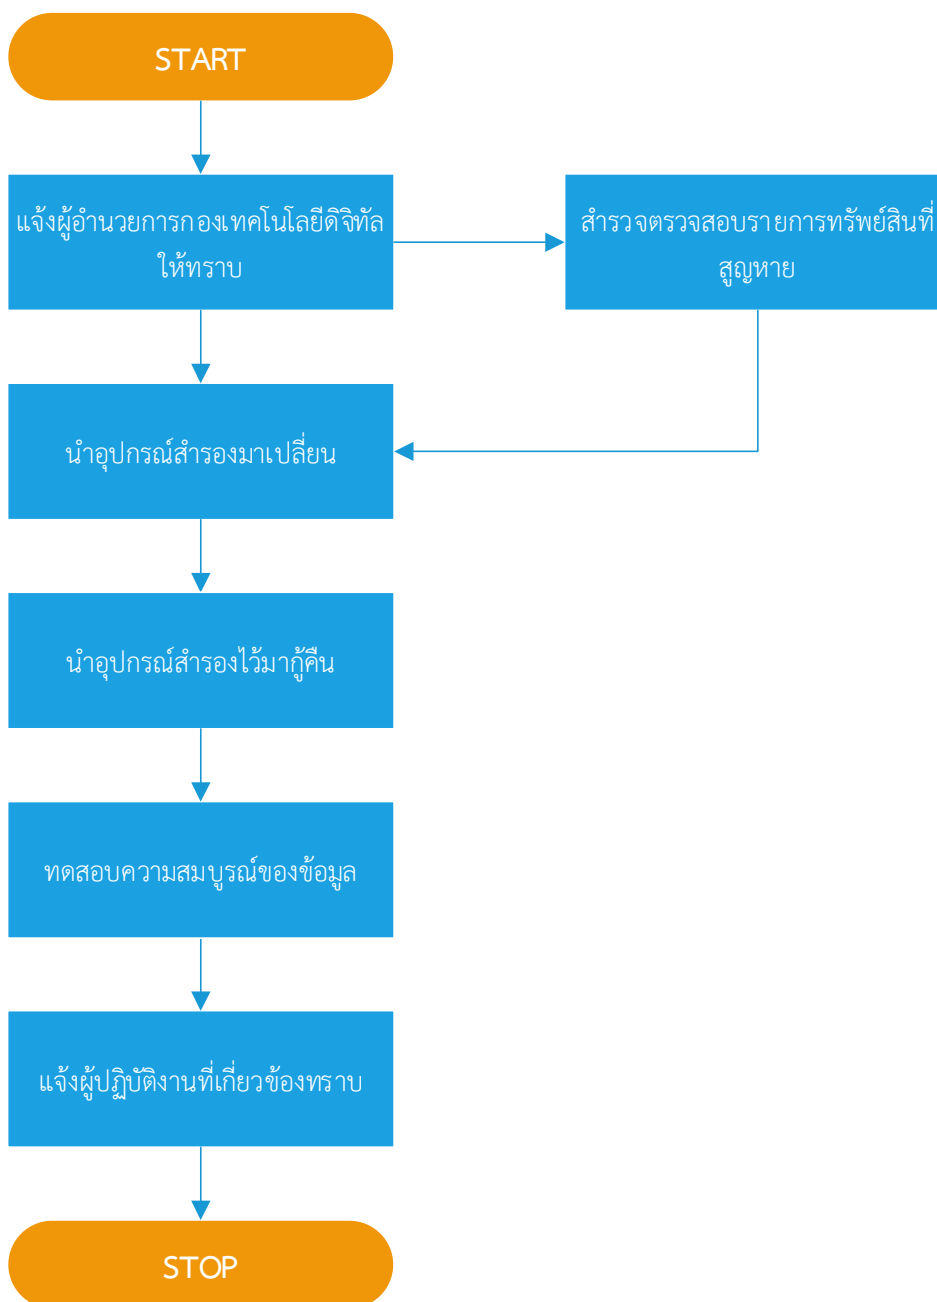 START
แจ้งผู้อำนวยการกองเทคโนโลยีดิจิทัล
ให้ทราบ
สำรวจตรวจสอบรายการทรัพย์สินที่
สูญหาย
นำอุปกรณ์สำรองมาเปลี่ยน
นำอุปกรณ์สำรองไว้มากู้คืน
ทดสอบความสมบูรณ์ของข้อมูล
แจ้งผู้ปฏิบัติงานที่เกี่ยวข้องทราบ
STOP